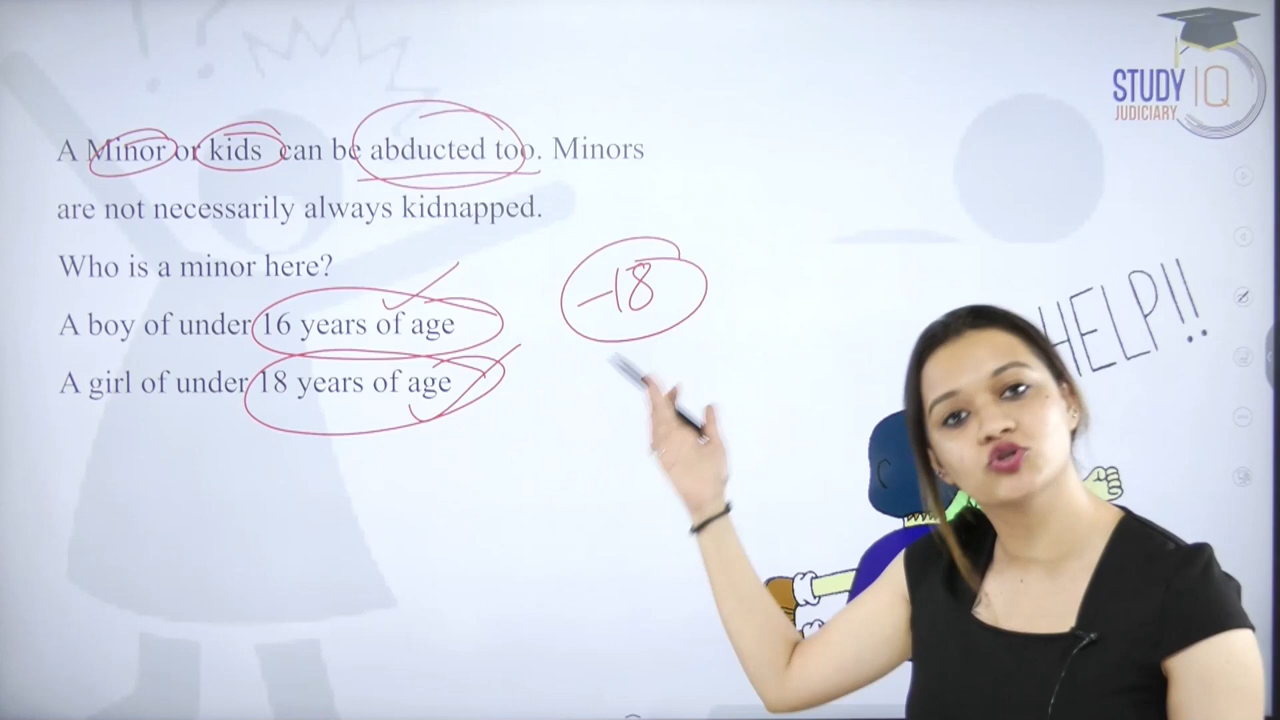 STUDY IQ
JUDICIARY
A Minor or kids can be abducted too. Minors
are not necessarily always kidnapped.
Who is a minor here?
A boy of under 16 years of age
A girl of under 18 years of age
-18
HELP!!